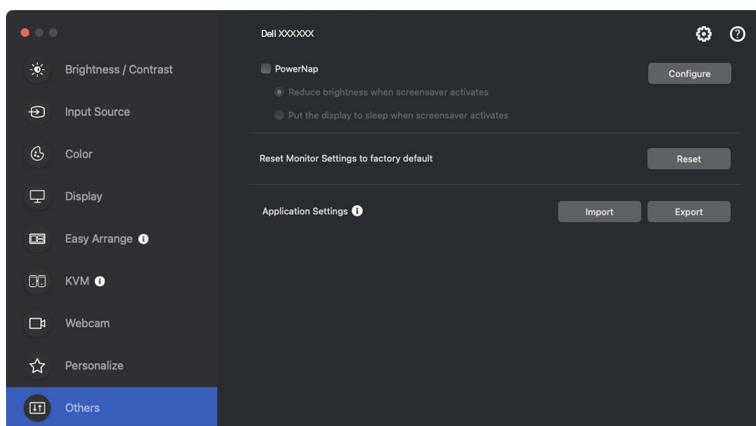 Dell XXXXXX
Brightness / Contrast
Input Source
Color
Display
Easy Arrange
KVM
Webcam
Personalize
Others
PowerNap
Configure
Reduce brightness when screensaver activates
Put the display to sleep when screensaver activates
Reset Monitor Settings to factory default
Reset
Application Settings
Import
Export